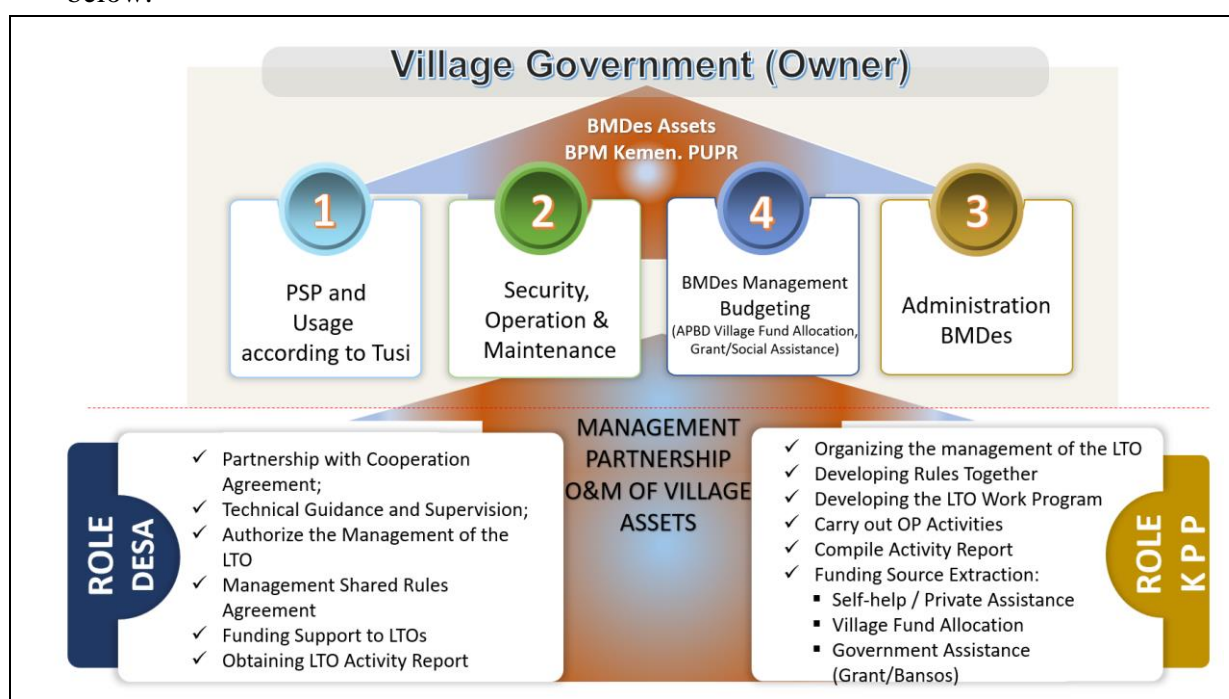 below.
Village Government (Owner)
BMDes Assets
BPM Kemen. PUPR
1
PSP and
Usage
according to Tusi
2
Security,
Operation &
Maintenance
4
BMDes Management
Budgeting
(APBD Village Fund Allocation,
Grant/Social Assistance)
3
Administration
BMDes
ROLE
DESA
✓ Partnership with Cooperation
Agreement;
✓ Technical Guidance and Supervision;
✓ Authorize the Management of the
LTO
✓ Management Shared Rules
Agreement
✓ Funding Support to LTOs
✓ Obtaining LTO Activity Report
MANAGEMENT
PARTNERSHIP
O&M OF VILLAGE
ASSETS
✓ Organizing the management of the LTO
✓ Developing Rules Together
✓ Developing the LTO Work Program
✓ Carry out OP Activities
✓ Compile Activity Report
✓ Funding Source Extraction:
▪ Self-help / Private Assistance
▪ Village Fund Allocation
▪ Government Assistance
(Grant/Bansos)
ROLE
K P P